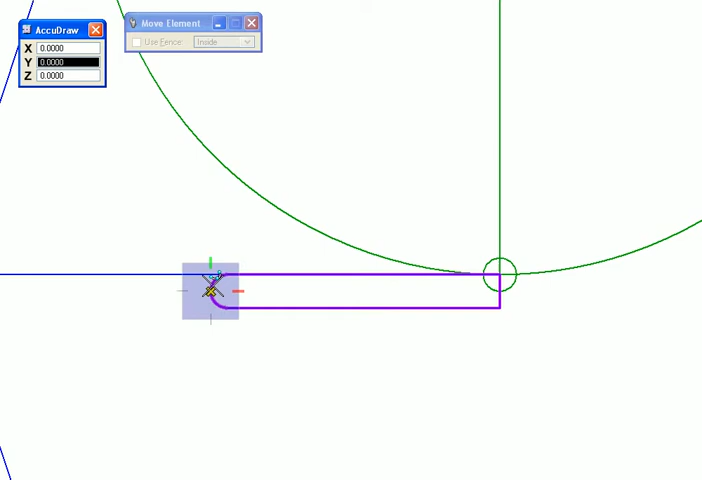 AccuDraw
X 0.0000
Y 0.0000
Z 0.0000
Move Element
Use Fence: Inside